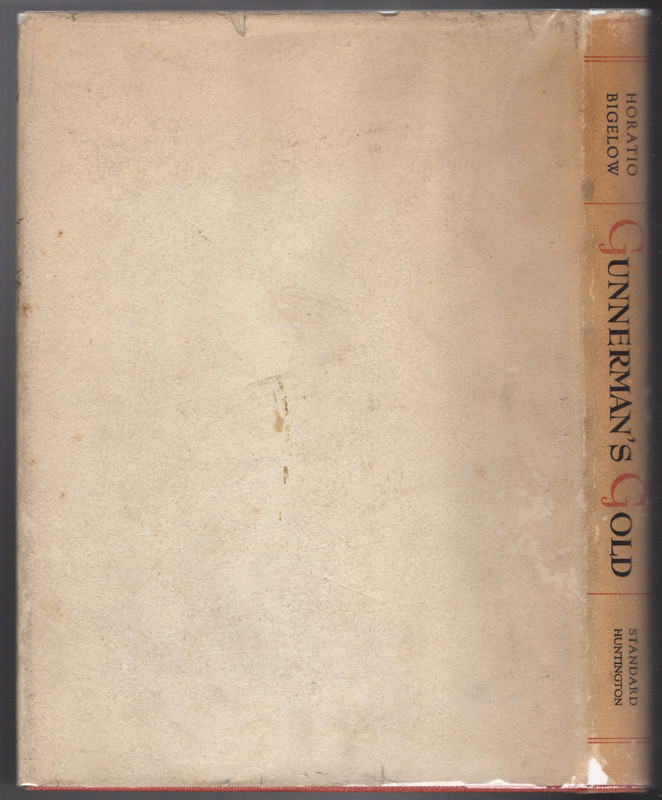 HORATIO
BIGELOW
GUNNERMAN'S GOLD
STANDARD
HUNTINGTON